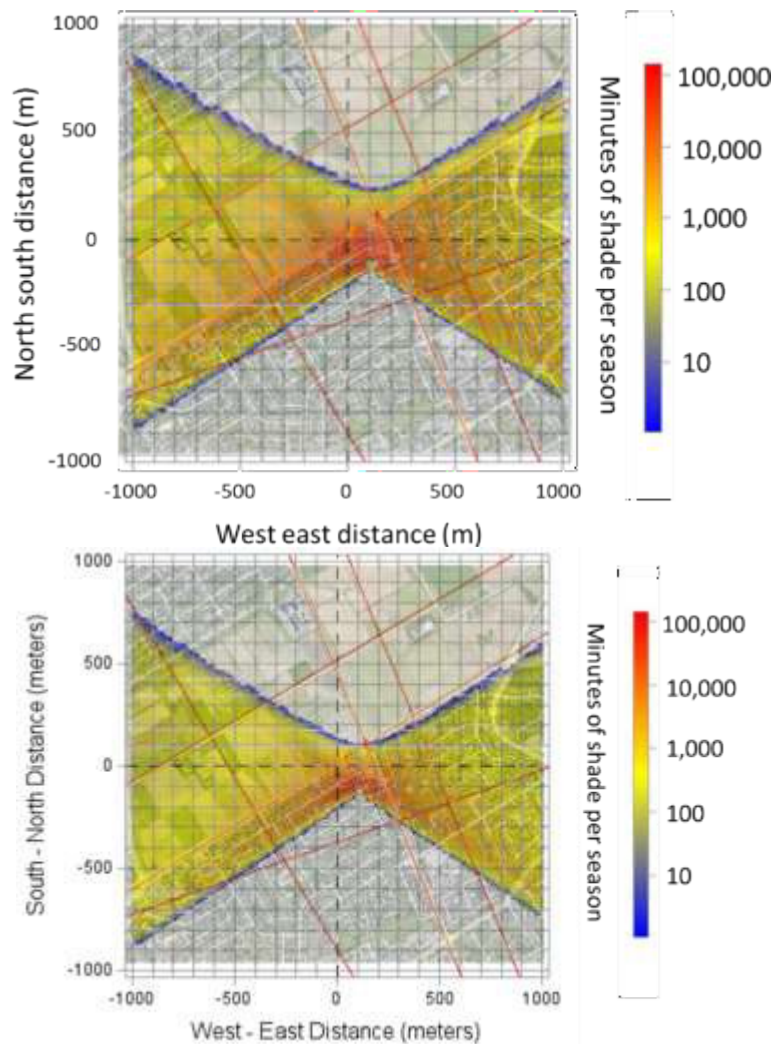 1000
500
0
-500
-1000
North south distance (m)
-1000 -500 0 500 1000
West east distance (m)
Minutes of shade per season
100,000
10,000
1,000
100
10
1000
500
0
-500
-1000
South - North Distance (meters)
-1000 -500 0 500 1000
West - East Distance (meters)
Minutes of shade per season
100,000
10,000
1,000
100
10